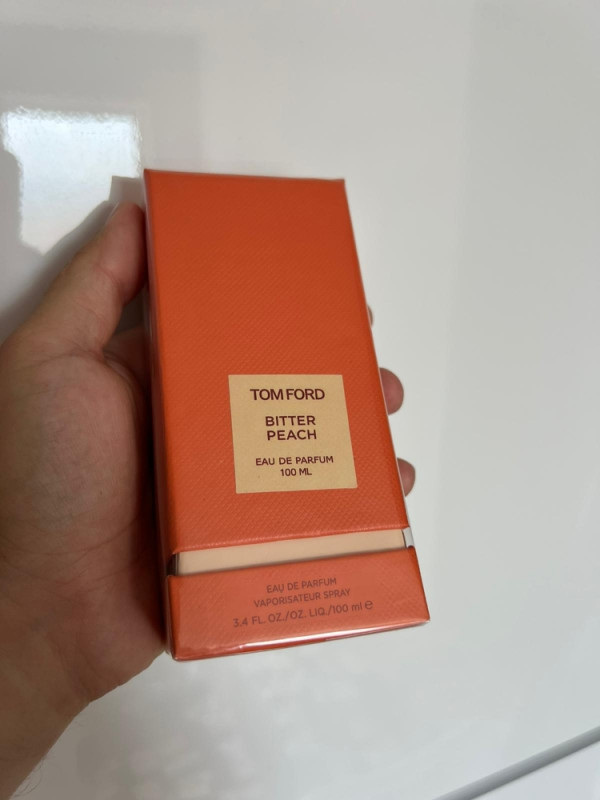 TOM FORD
BITTER
PEACH
EAU DE PARFUM
100 ML
EAU DE PARFUM
VAPORISATEUR SPRAY
3,4 FL. OZ./OZ. LIQ./100 ml ℮